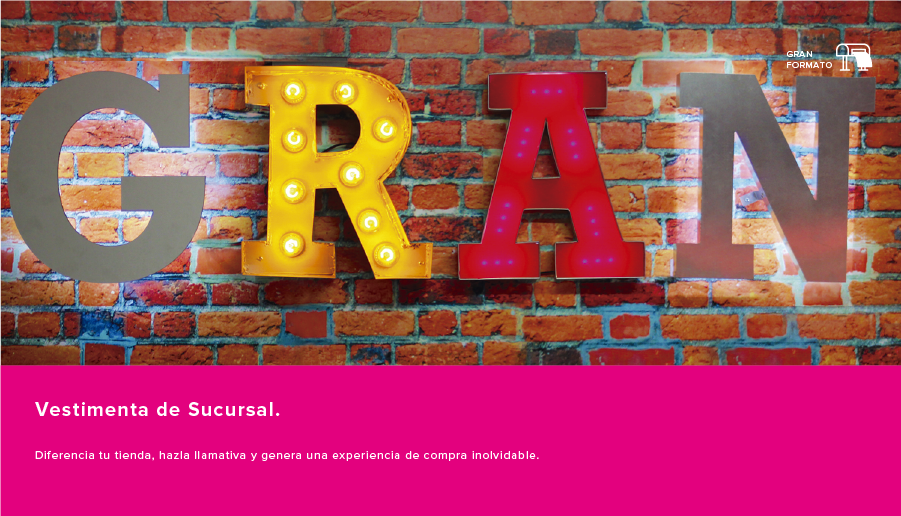 GRAN
FORMATO
GRAN
Vestimenta de Sucursal.
Diferencia tu tienda, hazla llamativa y genera una experiencia de compra inolvidable.